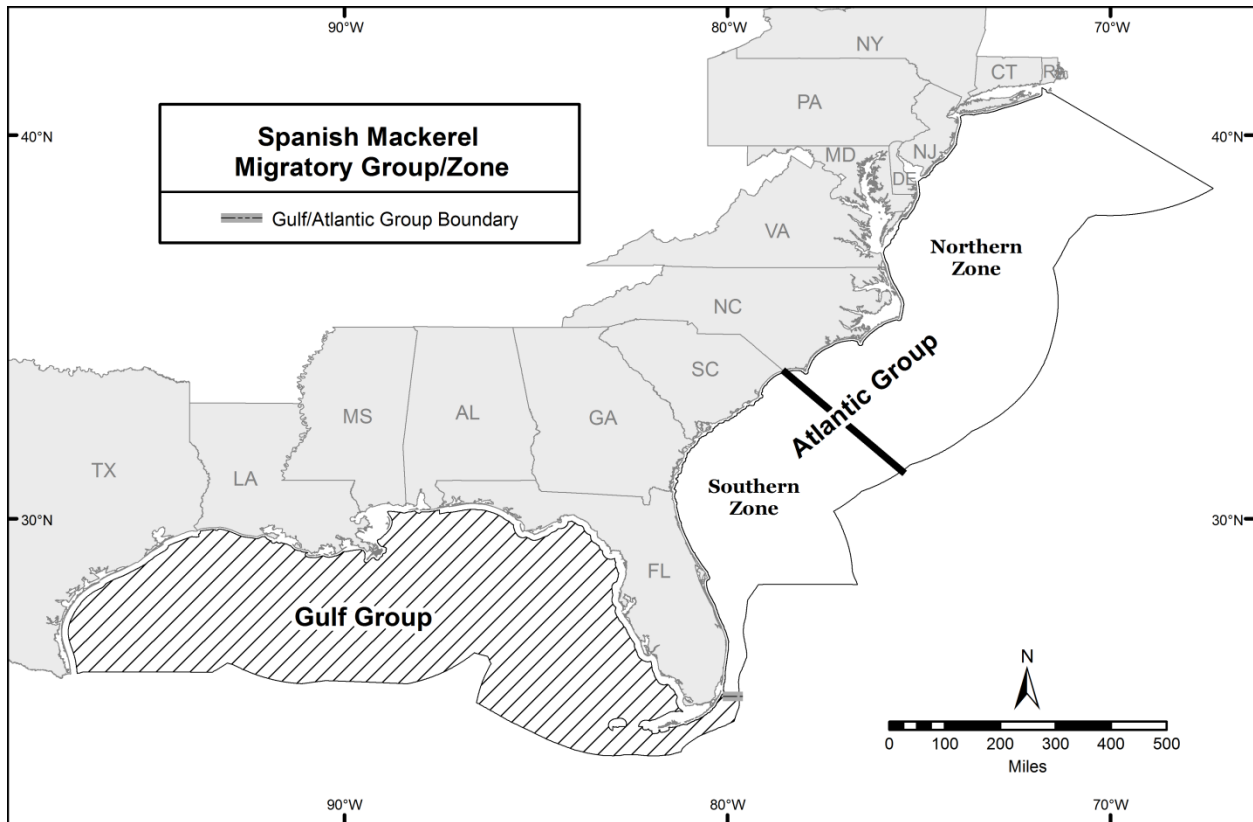 90°W
80°W
70°W
NY
CT
RI
PA
Spanish Mackerel
Migratory Group/Zone
40°N
40°N
MD
NJ
DE
Gulf/Atlantic Group Boundary
VA
Northern
Zone
NC
SC
Atlantic Group
MS
AL
GA
TX
LA
Southern
Zone
30°N
30°N
FL
Gulf Group
N
0 50 100 200 300 400 500
Miles
90°W
80°W
70°W